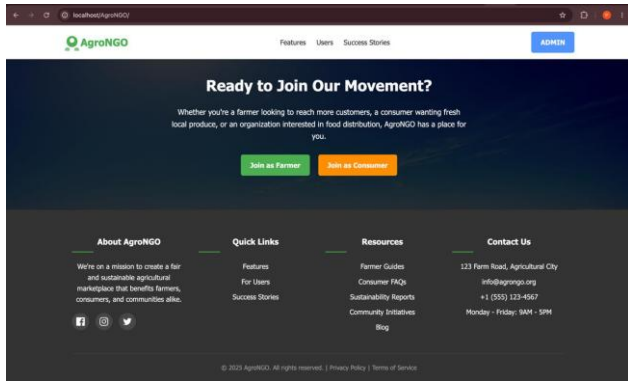 localhost/AgroNGO/
AgroNGO
Features Users Success Stories
ADMIN
Ready to Join Our Movement?
Whether you're a farmer looking to reach more customers, a consumer wanting fresh
local produce, or an organization interested in food distribution, AgroNGO has a place for
you.
Join as Farmer
Join as Consumer
About AgroNGO
We're on a mission to create a fair
and sustainable agricultural
marketplace that benefits farmers,
consumers, and communities alike.
Quick Links
Features
For Users
Success Stories
Resources
Farmer Guides
Consumer FAQs
Sustainability Reports
Community Initiatives
Blog
Contact Us
123 Farm Road, Agricultural City
info@agrongo.org
+1 (555) 123-4567
Monday - Friday: 9AM - 5PM
© 2025 AgroNGO. All rights reserved. | Privacy Policy | Terms of Service